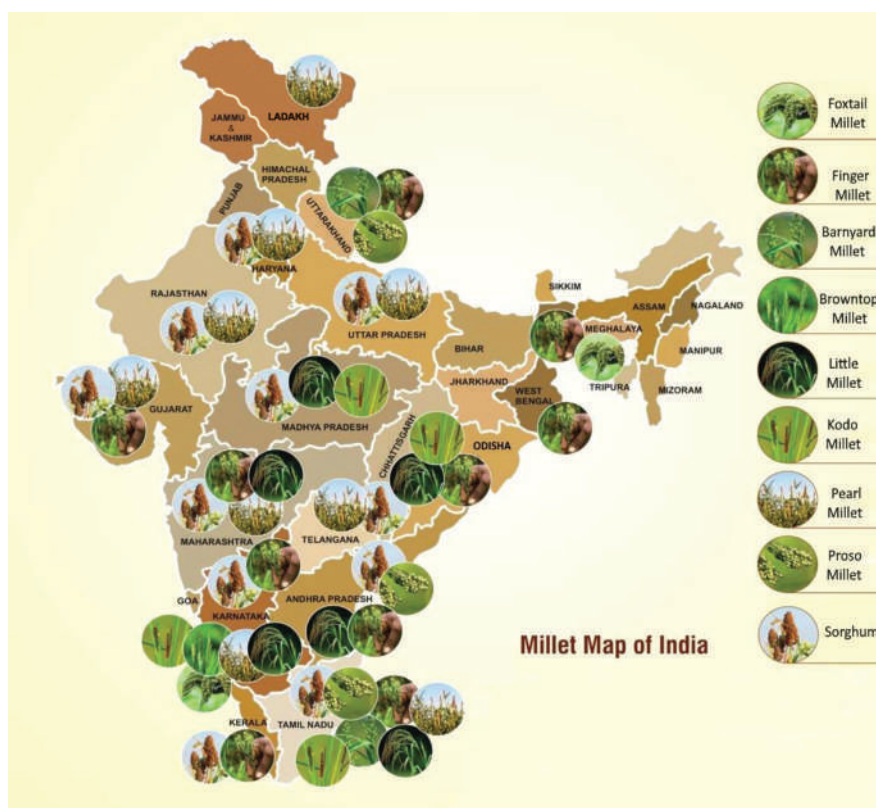 LADAKH
JAMMU
&
KASHMIR
HIMACHAL
PRADESH
PUNJAB
UTTARAKHAND
HARYANA
RAJASTHAN
UTTAR PRADESH
SIKKIM
ASSAM
NAGALAND
MEGHALAYA
BIHAR
MANIPUR
JHARKHAND
WEST
BENGAL
TRIPURA
MIZORAM
GUJARAT
MADHYA PRADESH
CHHATTISGARH
ODISHA
MAHARASHTRA
TELANGANA
GOA
KARNATAKA
ANDHRA PRADESH
KERALA
TAMIL NADU
Millet Map of India
Foxtail
Millet
Finger
Millet
Barnyard
Millet
Browntop
Millet
Little
Millet
Kodo
Millet
Pearl
Millet
Proso
Millet
Sorghum